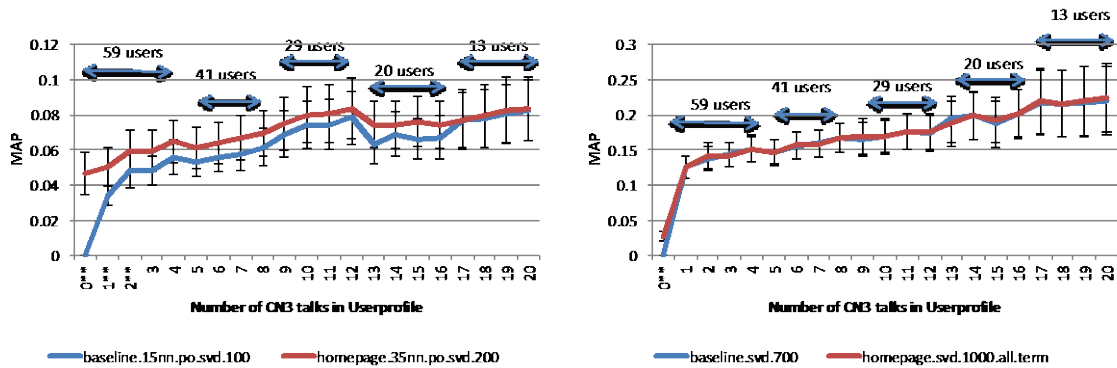 0.12
0.1
0.08
0.06
0.04
0.02
0
MAP
59 users
41 users
29 users
20 users
13 users
0** 1** 2** 3 4 5 6 7 8 9 10 11 12 13 14 15 16 17 18 19 20
Number of CN3 talks in Userprofile
baseline.15nn.po.svd.100 homepage.35nn.po.svd.200
0.3
0.25
0.2
0.15
0.1
0.05
0
MAP
59 users
41 users
29 users
20 users
13 users
0** 1 2 3 4 5 6 7 8 9 10 11 12 13 14 15 16 17 18 19 20
Number of CN3 talks in Userprofile
baseline.svd.700 homepage.svd.1000.all.term